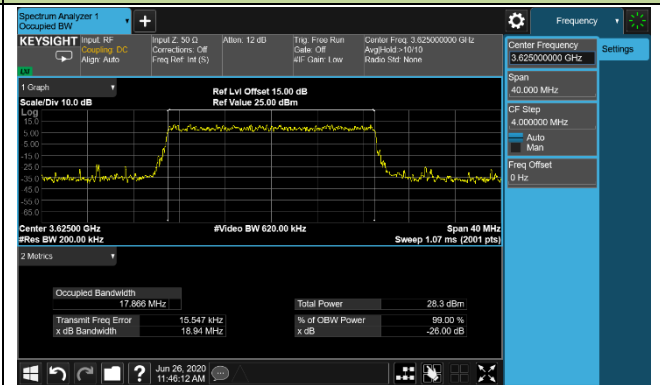 Spectrum Analyzer 1
Occupied BW
Frequency
KEYSIGHT
Input: RF
Coupling: DC
Align: Auto
Input Z: 50 Ω
Corrections: Off
Freq Ref: Int (S)
Atten: 12 dB
Trig: Free Run
Gate: Off
#IF Gain: Low
Center Freq: 3.625000000 GHz
Avg|Hold:>10/10
Radio Std: None
Center Frequency
3.625000000 GHz
Settings
Span
40.000 MHz
CF Step
4.000000 MHz
Auto
Man
Freq Offset
0 Hz
1 Graph
Scale/Div 10.0 dB
Ref Lvl Offset 15.00 dB
Ref Value 25.00 dBm
Log
15.0
5.00
-5.00
-15.0
-25.0
-35.0
-45.0
-55.0
-65.0
Center 3.62500 GHz
#Video BW 620.00 kHz
Span 40 MHz
#Res BW 200.00 kHz
Sweep 1.07 ms (2001 pts)
2 Metrics
Occupied Bandwidth
17.866 MHz
Total Power
28.3 dBm
Transmit Freq Error
15.547 kHz
% of OBW Power
99.00 %
x dB Bandwidth
18.94 MHz
x dB
-26.00 dB
?
Jun 26, 2020
11:46:12 AM